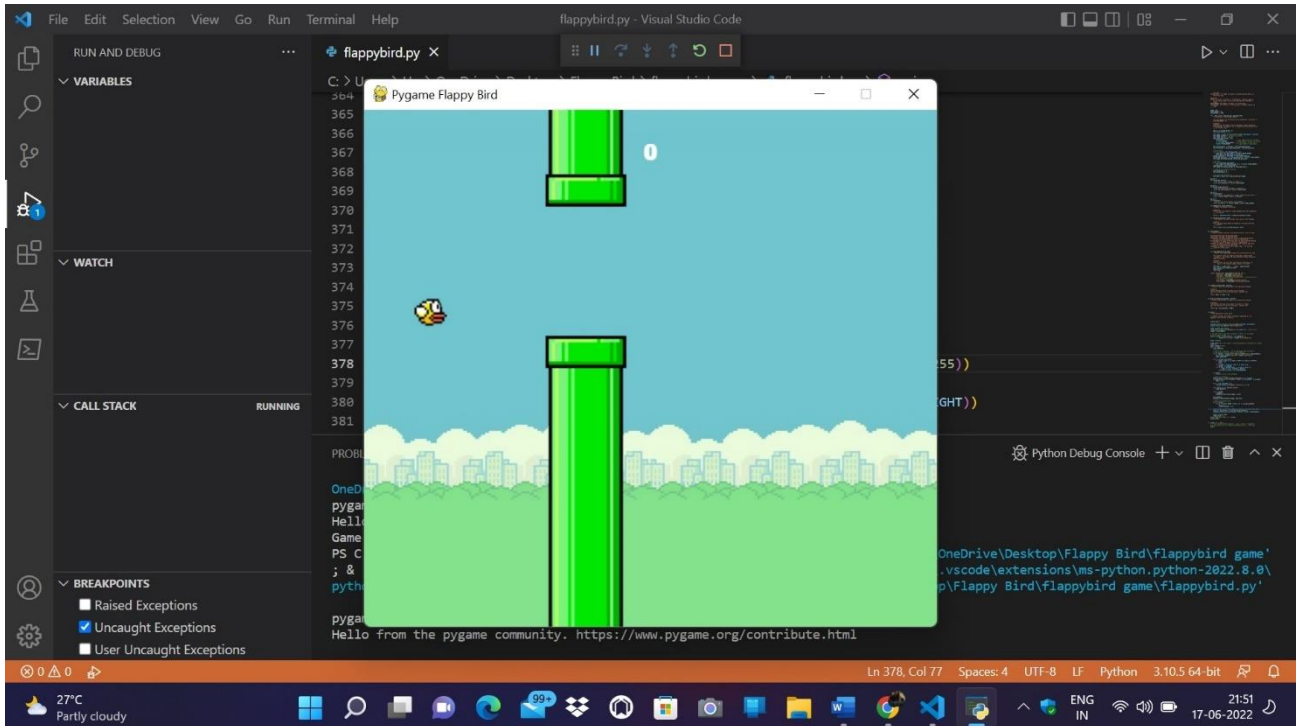 File Edit Selection View Go Run Terminal Help flappybird.py - Visual Studio Code
RUN AND DEBUG
flappybird.py
VARIABLES
Pygame Flappy Bird
364
365
366
367
0
368
369
370
371
372
WATCH
373
374
375
376
377
378 55))
379
CALL STACK RUNNING
380 GHT))
381
Python Debug Console
OneD
pygam
Hello
Game
PS C OneDrive\Desktop\Flappy Bird\flappybird game'
; & .vscode\extensions\ms-python.python-2022.8.0\
pyth p\Flappy Bird\flappybird game\flappybird.py'
BREAKPOINTS
Raised Exceptions
Uncaught Exceptions
User Uncaught Exceptions
pygam
Hello from the pygame community. https://www.pygame.org/contribute.html
0 0 Ln 378, Col 77 Spaces: 4 UTF-8 LF Python 3.10.5 64-bit
27°C
Partly cloudy
99+
ENG
IN
21:51
17-06-2022